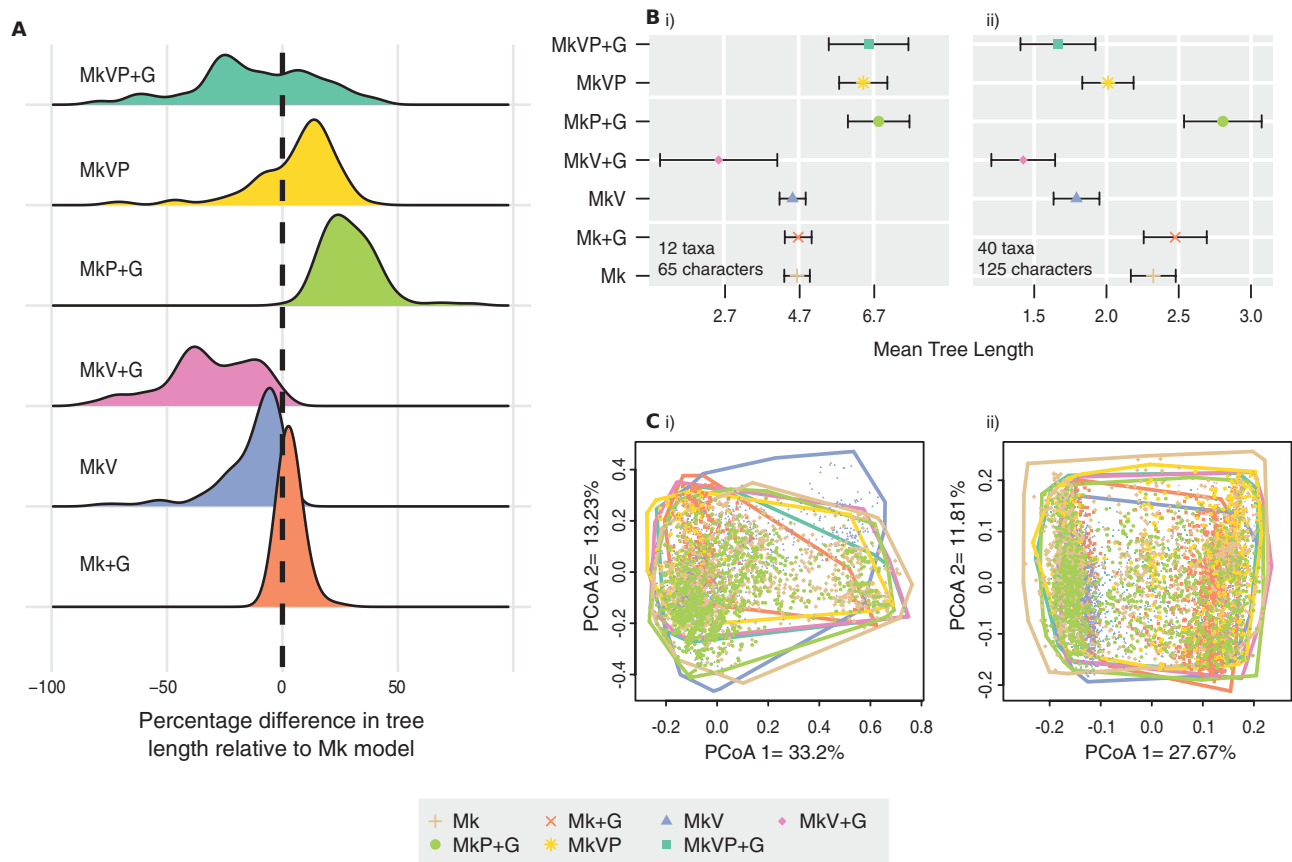 A
MkVP+G
MkVP
MkP+G
MkV+G
MkV
Mk+G
−100
−50
0
50
Percentage difference in tree
length relative to Mk model
B i)
ii)
MkVP+G
MkVP
MkP+G
MkV+G
MkV
Mk+G
Mk
12 taxa
65 characters
40 taxa
125 characters
2.7
4.7
6.7
1.5
2.0
2.5
3.0
Mean Tree Length
C i)
PCoA 2= 13.23%
0.4
0.2
0.0
-0.2
-0.4
-0.2
0.0
0.2
0.4
0.6
0.8
PCoA 1= 33.2%
ii)
PCoA 2= 11.81%
0.2
0.1
0.0
-0.1
-0.2
-0.2
-0.1
0.0
0.1
0.2
PCoA 1= 27.67%
Mk
Mk+G
MkV
MkV+G
MkP+G
MkVP
MkVP+G